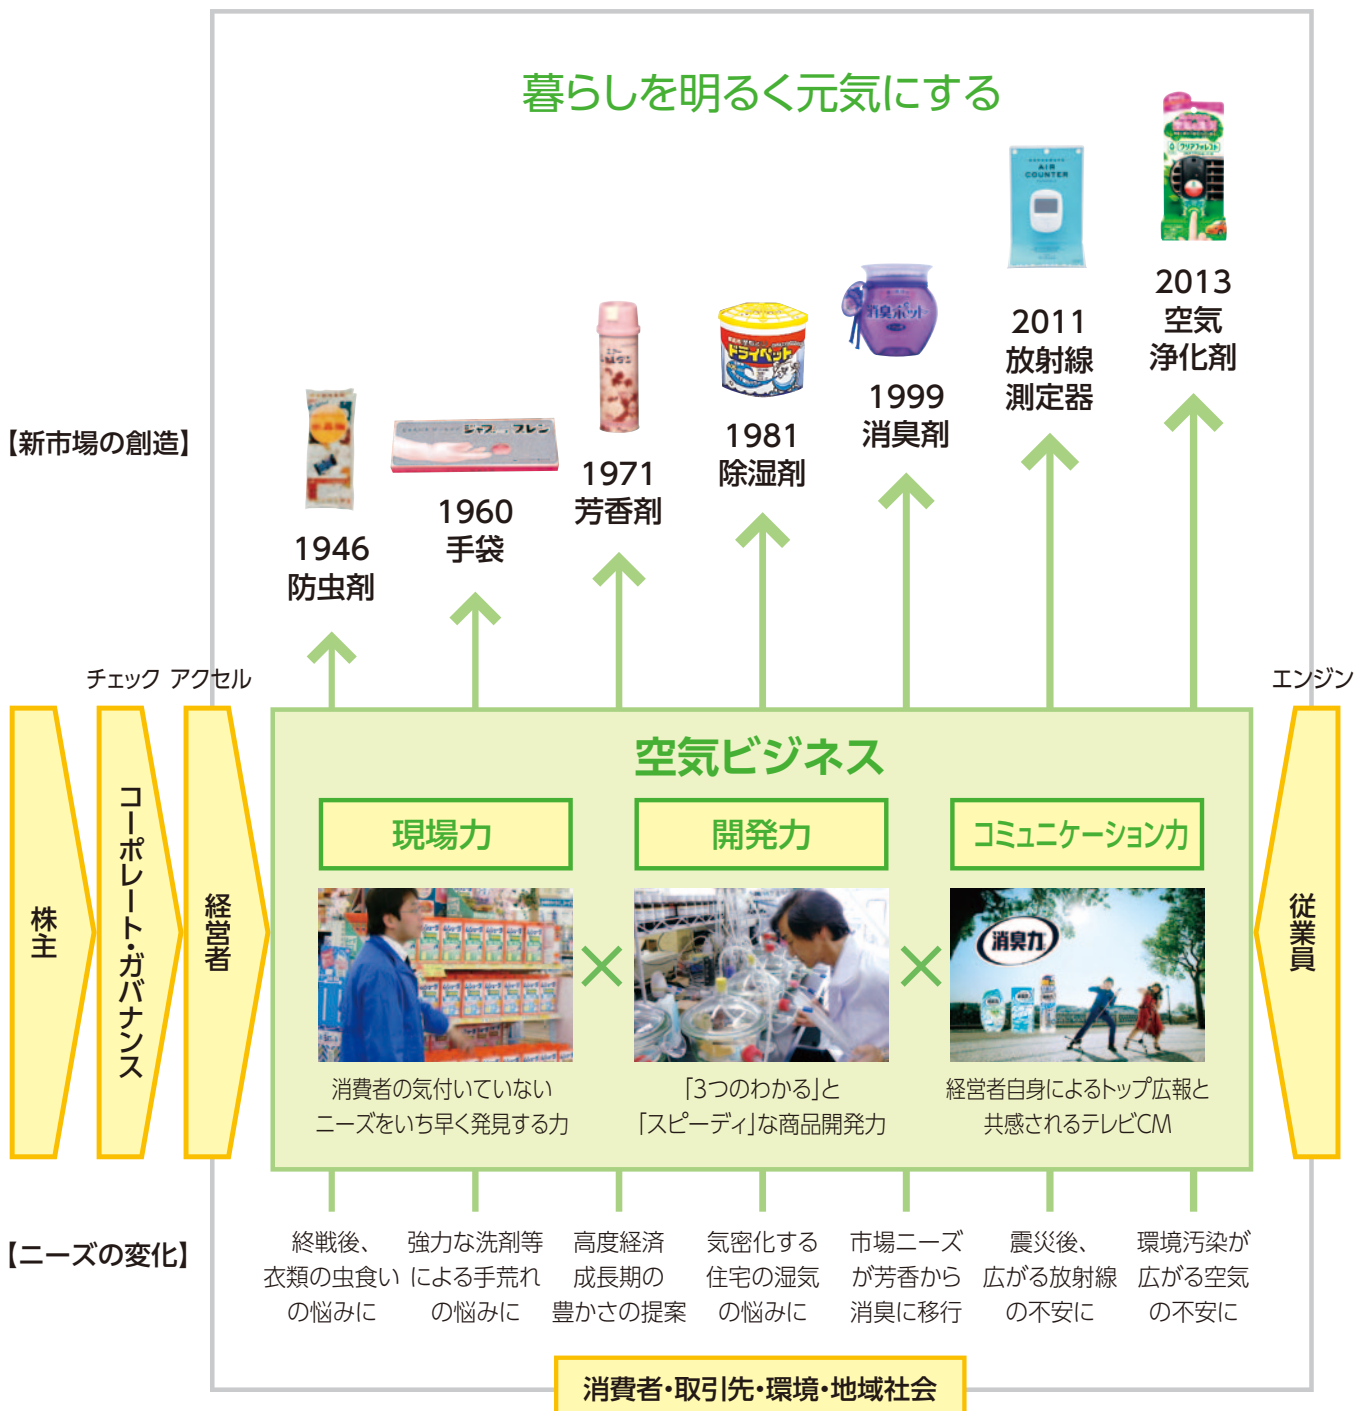 暮らしを明るく元気にする
AIR
COUNTER
クリアフォレスト
2013
空気
浄化剤
2011
放射線
測定器
消臭ポット
1999
消臭剤
ドライペット
1981
除湿剤
1971
芳香剤
1960
手袋
1946
防虫剤
【新市場の創造】
チェック アクセル
エンジン
株主
コーポレート・ガバナンス
経営者
従業員
空気ビジネス
現場力
開発力
コミュニケーション力
消臭力
×
×
消費者の気付いていない
ニーズをいち早く発見する力
「3つのわかる」と
「スピーディ」な商品開発力
経営者自身によるトップ広報と
共感されるテレビCM
【ニーズの変化】
終戦後、
衣類の虫食い
の悩みに
強力な洗剤等
による手荒れ
の悩みに
高度経済
成長期の
豊かさの提案
気密化する
住宅の湿気
の悩みに
市場ニーズ
が芳香から
消臭に移行
震災後、
広がる放射線
の不安に
環境汚染が
広がる空気
の不安に
消費者・取引先・環境・地域社会